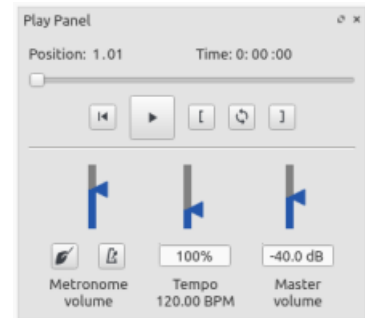 Play Panel
Position: 1.01 Time: 0: 00 :00
[ ]
100% -40.0 dB
Metronome volume
Tempo 120.00 BPM
Master volume